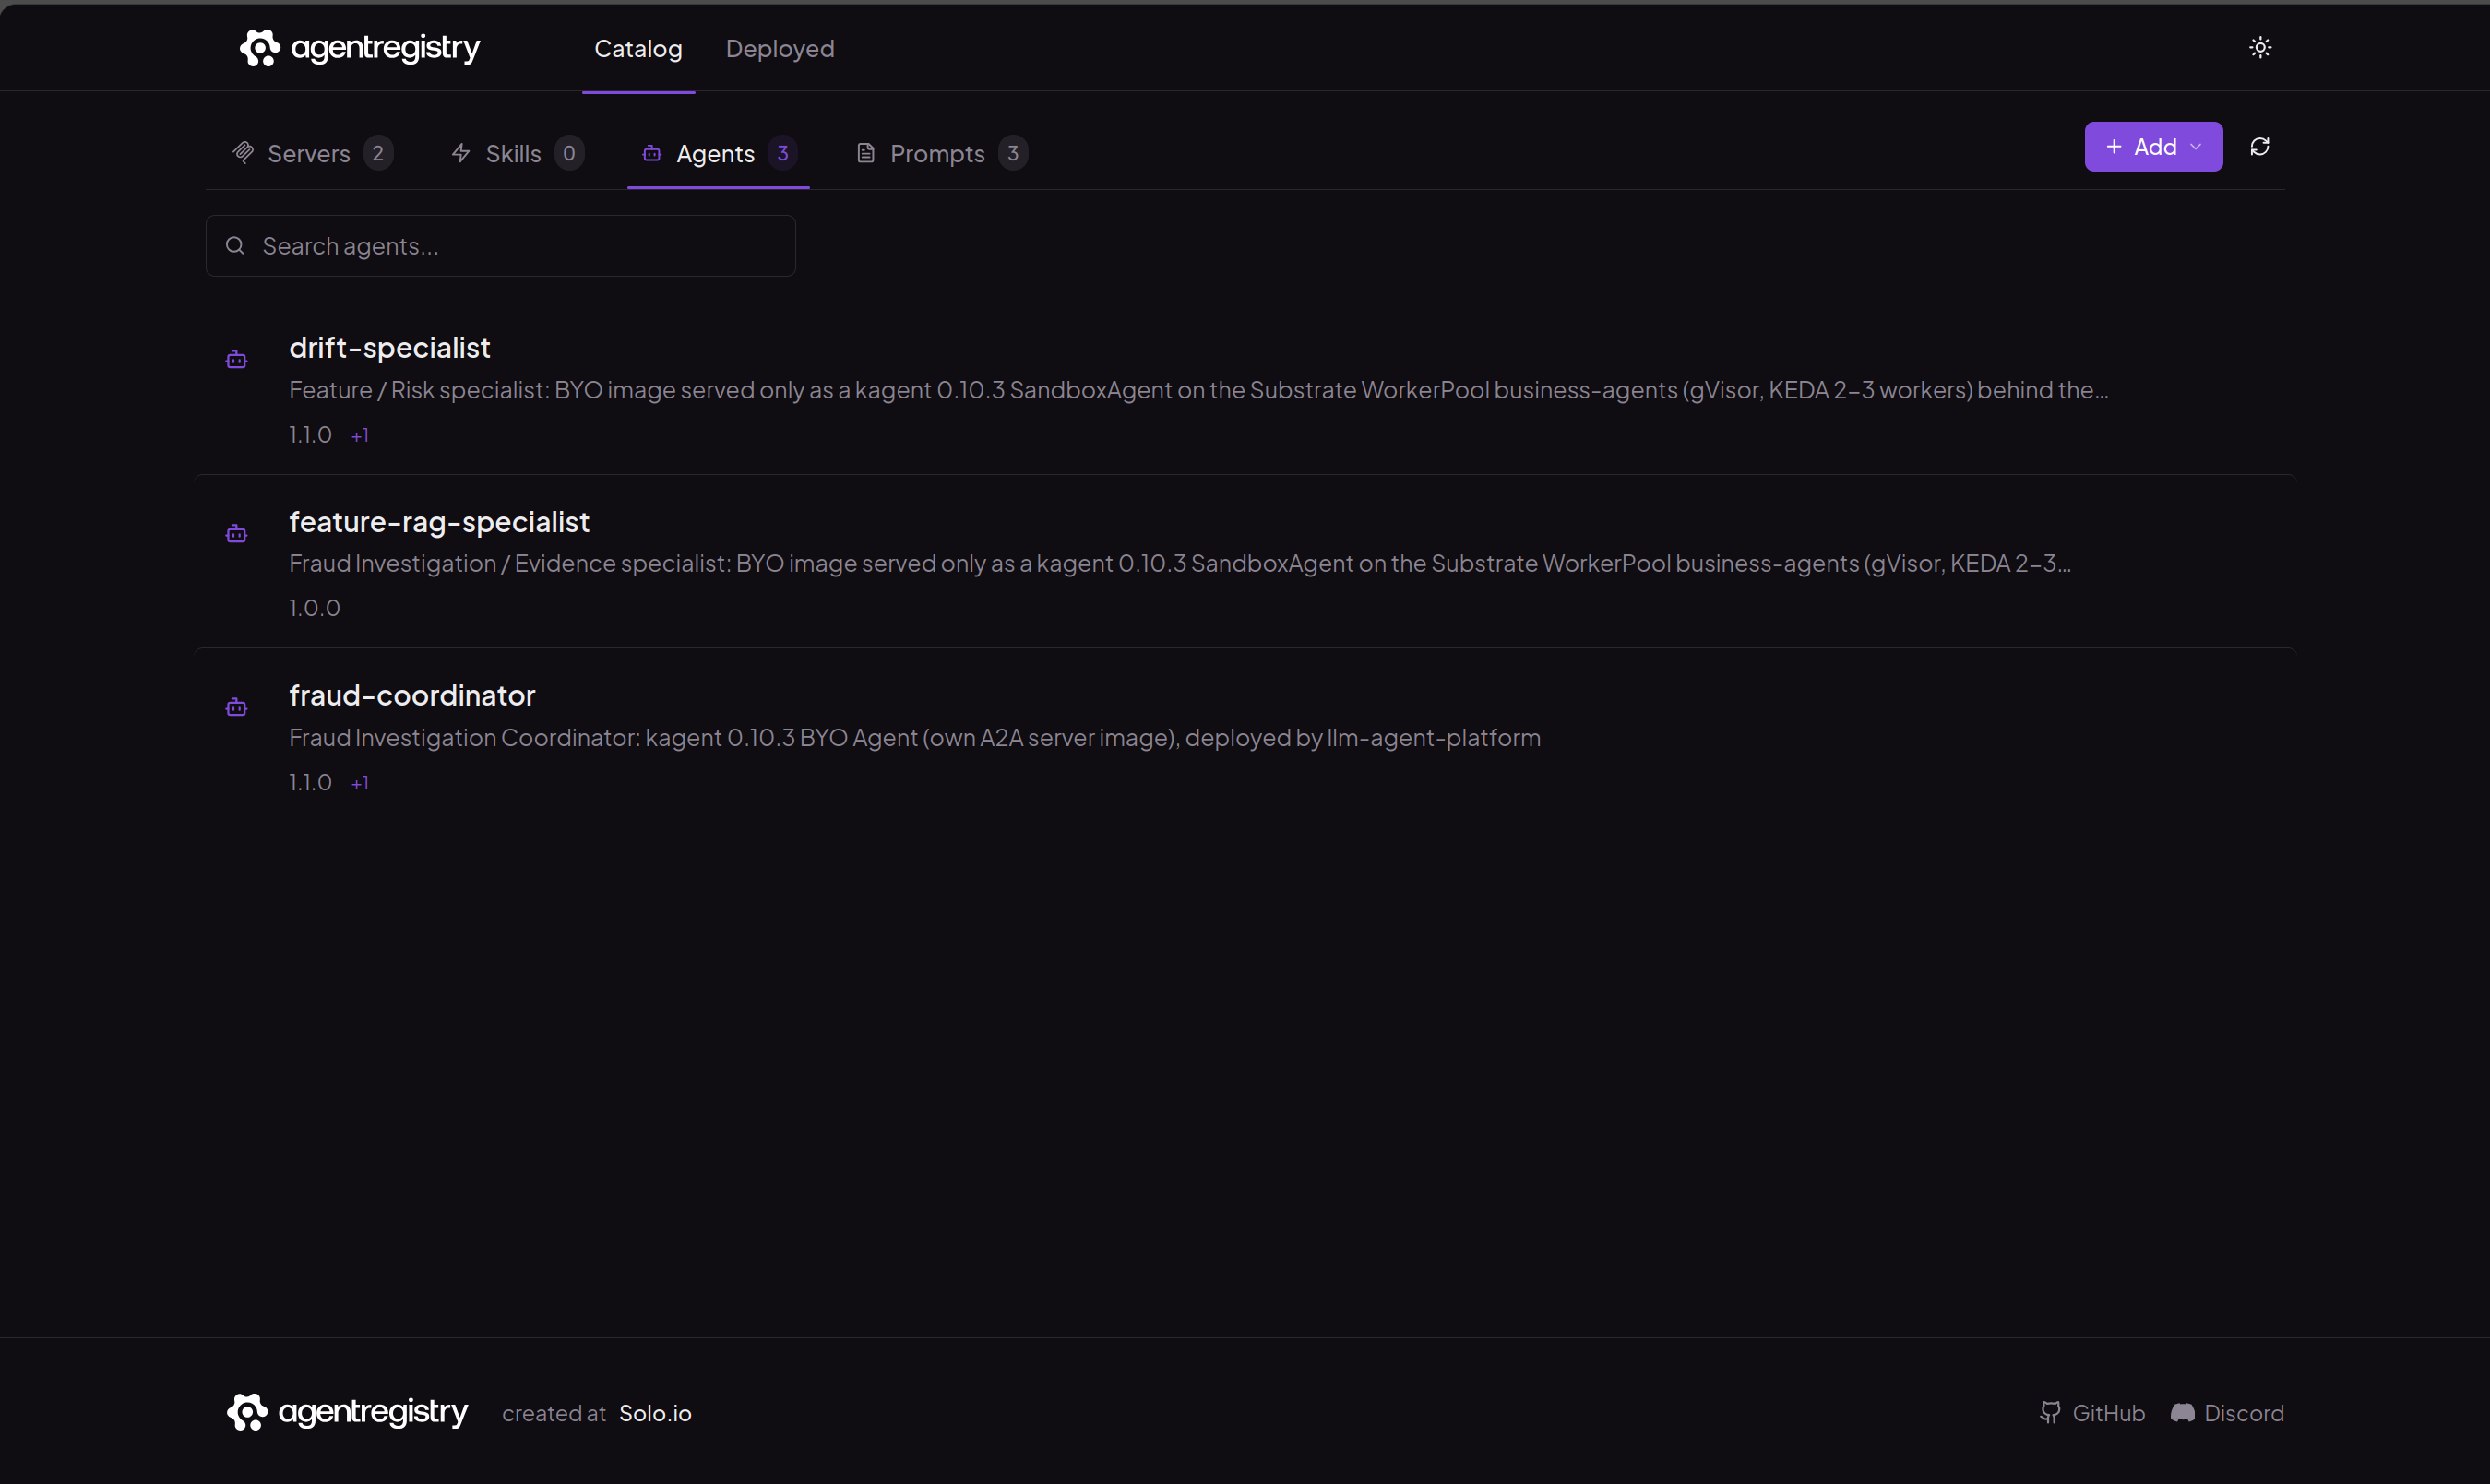 agentregistry Catalog Deployed
Servers 2 Skills 0 Agents 3 Prompts 3 + Add
Search agents...
drift-specialist
Feature / Risk specialist: BYO image served only as a kagent 0.10.3 SandboxAgent on the Substrate WorkerPool business-agents (gVisor, KEDA 2–3 workers) behind the...
1.1.0 +1
feature-rag-specialist
Fraud Investigation / Evidence specialist: BYO image served only as a kagent 0.10.3 SandboxAgent on the Substrate WorkerPool business-agents (gVisor, KEDA 2–3...
1.0.0
fraud-coordinator
Fraud Investigation Coordinator: kagent 0.10.3 BYO Agent (own A2A server image), deployed by llm-agent-platform
1.1.0 +1
agentregistry created at Solo.io GitHub Discord